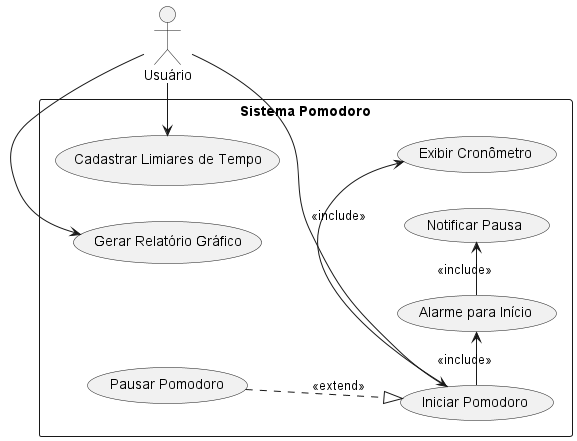 Usuário
Sistema Pomodoro
Cadastrar Limiares de Tempo
Exibir Cronômetro
«include»
Notificar Pausa
Gerar Relatório Gráfico
«include»
Alarme para Início
«include»
Pausar Pomodoro
«extend»
Iniciar Pomodoro